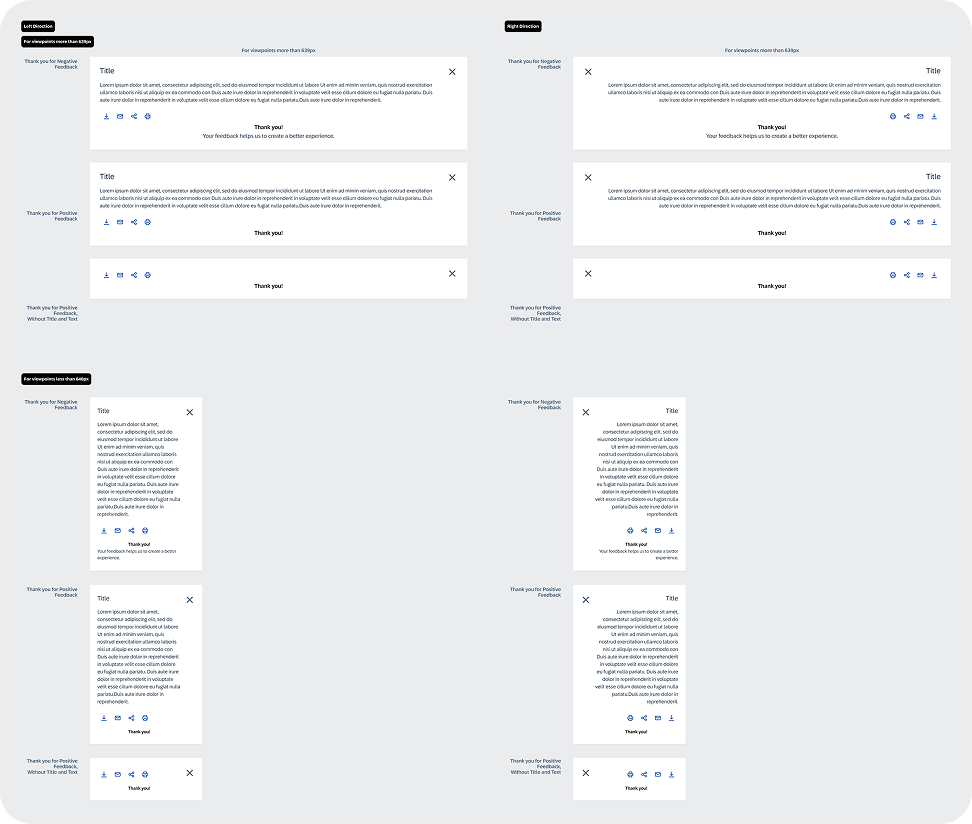 Left Direction
For viewpoints more than 639px
For viewpoints more than 639px
Thank you for Negative
Feedback
Title
Lorem ipsum dolor sit amet, consectetur adipiscing elit, sed do eiusmod tempor incididunt ut labore Ut enim ad minim veniam, quis nostrud exercitation
ullamco laboris nisi ut aliquip ex ea commodo con Duis aute irure dolor in reprehenderit in voluptate velit esse cillum dolore eu fugiat nulla pariatu. Duis
aute irure dolor in reprehenderit in voluptate velit esse cillum dolore eu fugiat nulla pariatu.Duis aute irure dolor in reprehenderit.
Thank you!
Your feedback helps us to create a better experience.
Title
Lorem ipsum dolor sit amet, consectetur adipiscing elit, sed do eiusmod tempor incididunt ut labore Ut enim ad minim veniam, quis nostrud exercitation
ullamco laboris nisi ut aliquip ex ea commodo con Duis aute irure dolor in reprehenderit in voluptate velit esse cillum dolore eu fugiat nulla pariatu. Duis
aute irure dolor in reprehenderit in voluptate velit esse cillum dolore eu fugiat nulla pariatu.Duis aute irure dolor in reprehenderit.
Thank you for Positive
Feedback
Thank you!
Thank you!
Thank you for Positive
Feedback,
Without Title and Text
Right Direction
For viewpoints more than 639px
Thank you for Negative
Feedback
Title
Lorem ipsum dolor sit amet, consectetur adipiscing elit, sed do eiusmod tempor incididunt ut labore Ut enim ad minim veniam, quis nostrud exercitation
ullamco laboris nisi ut aliquip ex ea commodo con Duis aute irure dolor in reprehenderit in voluptate velit esse cillum dolore eu fugiat nulla pariatu. Duis
aute irure dolor in reprehenderit in voluptate velit esse cillum dolore eu fugiat nulla pariatu.Duis aute irure dolor in reprehenderit.
Thank you!
Your feedback helps us to create a better experience.
Title
Lorem ipsum dolor sit amet, consectetur adipiscing elit, sed do eiusmod tempor incididunt ut labore Ut enim ad minim veniam, quis nostrud exercitation
ullamco laboris nisi ut aliquip ex ea commodo con Duis aute irure dolor in reprehenderit in voluptate velit esse cillum dolore eu fugiat nulla pariatu. Duis
aute irure dolor in reprehenderit in voluptate velit esse cillum dolore eu fugiat nulla pariatu.Duis aute irure dolor in reprehenderit.
Thank you for Positive
Feedback
Thank you!
Thank you!
Thank you for Positive
Feedback,
Without Title and Text
For viewpoints less than 640px
Thank you for Negative
Feedback
Title
Lorem ipsum dolor sit amet,
consectetur adipiscing elit, sed do
eiusmod tempor incididunt ut labore
Ut enim ad minim veniam, quis
nostrud exercitation ullamco laboris
nisi ut aliquip ex ea commodo con
Duis aute irure dolor in reprehenderit
in voluptate velit esse cillum dolore
eu fugiat nulla pariatu. Duis aute irure
dolor in reprehenderit in voluptate
velit esse cillum dolore eu fugiat nulla
pariatu.Duis aute irure dolor in
reprehenderit.
Thank you!
Your feedback helps us to create a better
experience.
Thank you for Positive
Feedback
Title
Lorem ipsum dolor sit amet,
consectetur adipiscing elit, sed do
eiusmod tempor incididunt ut labore
Ut enim ad minim veniam, quis
nostrud exercitation ullamco laboris
nisi ut aliquip ex ea commodo con
Duis aute irure dolor in reprehenderit
in voluptate velit esse cillum dolore
eu fugiat nulla pariatu. Duis aute irure
dolor in reprehenderit in voluptate
velit esse cillum dolore eu fugiat nulla
pariatu.Duis aute irure dolor in
reprehenderit.
Thank you!
Thank you for Positive
Feedback,
Without Title and Text
Thank you!
Thank you for Negative
Feedback
Title
Lorem ipsum dolor sit amet,
consectetur adipiscing elit, sed do
eiusmod tempor incididunt ut labore
Ut enim ad minim veniam, quis
nostrud exercitation ullamco laboris
nisi ut aliquip ex ea commodo con
Duis aute irure dolor in reprehenderit
in voluptate velit esse cillum dolore
eu fugiat nulla pariatu. Duis aute irure
dolor in reprehenderit in voluptate
velit esse cillum dolore eu fugiat nulla
pariatu.Duis aute irure dolor in
reprehenderit.
Thank you!
Your feedback helps us to create a better
experience.
Thank you for Positive
Feedback
Title
Lorem ipsum dolor sit amet,
consectetur adipiscing elit, sed do
eiusmod tempor incididunt ut labore
Ut enim ad minim veniam, quis
nostrud exercitation ullamco laboris
nisi ut aliquip ex ea commodo con
Duis aute irure dolor in reprehenderit
in voluptate velit esse cillum dolore
eu fugiat nulla pariatu. Duis aute irure
dolor in reprehenderit in voluptate
velit esse cillum dolore eu fugiat nulla
pariatu.Duis aute irure dolor in
reprehenderit.
Thank you!
Thank you for Positive
Feedback,
Without Title and Text
Thank you!